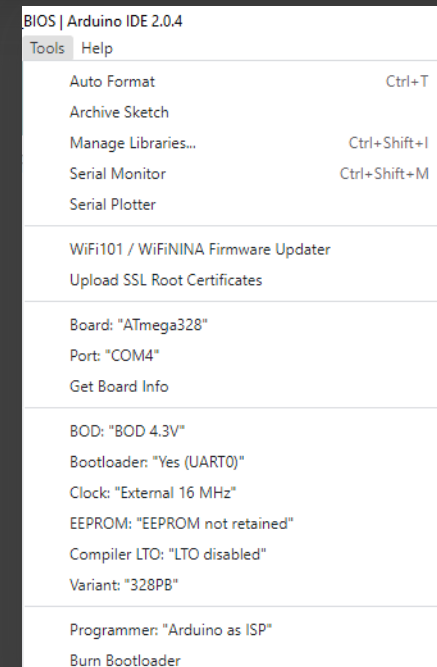 BIOS | Arduino IDE 2.0.4
Tools Help
Auto Format Ctrl+T
Archive Sketch
Manage Libraries... Ctrl+Shift+I
Serial Monitor Ctrl+Shift+M
Serial Plotter
WiFi101 / WiFiNINA Firmware Updater
Upload SSL Root Certificates
Board: "ATmega328"
Port: "COM4"
Get Board Info
BOD: "BOD 4.3V"
Bootloader: "Yes (UART0)"
Clock: "External 16 MHz"
EEPROM: "EEPROM not retained"
Compiler LTO: "LTO disabled"
Variant: "328PB"
Programmer: "Arduino as ISP"
Burn Bootloader